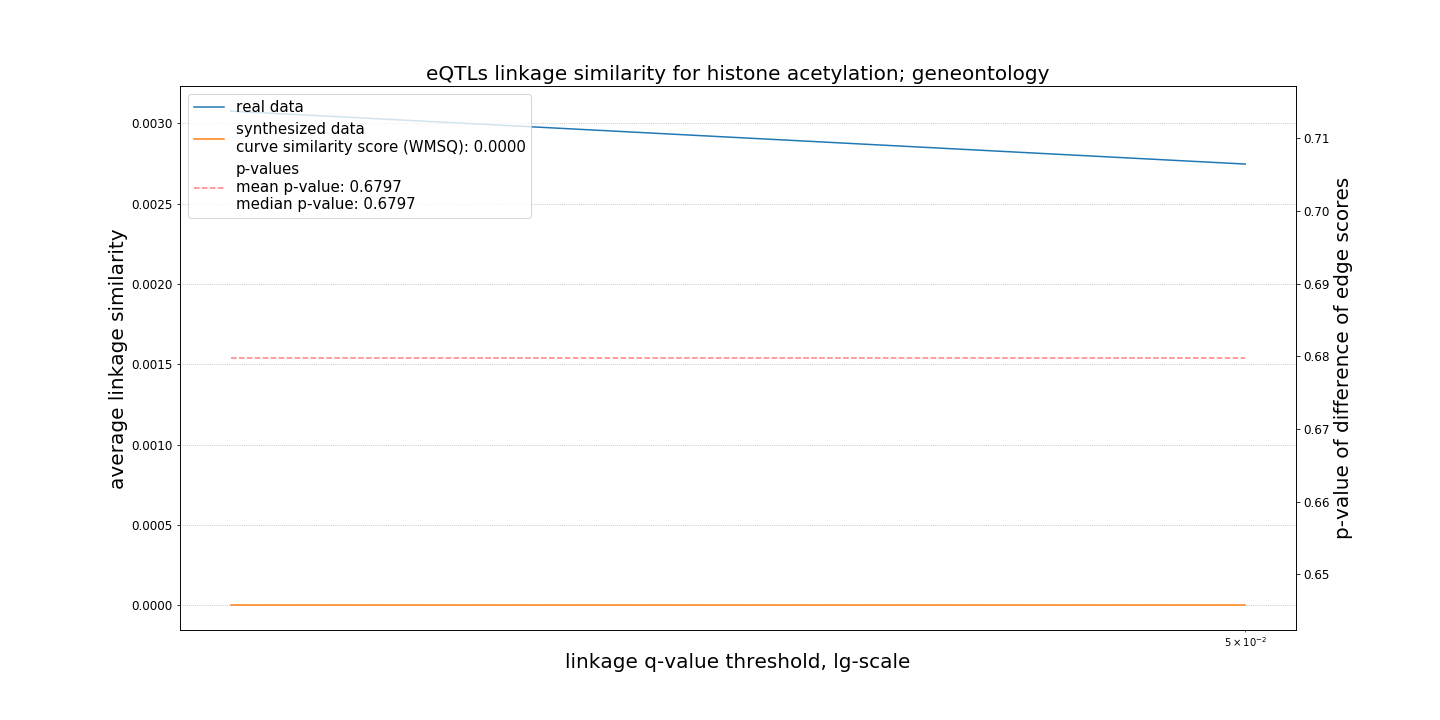 eQTLs linkage similarity for histone acetylation; geneontology
real data
synthesized data
curve similarity score (WMSQ): 0.0000
p-values
mean p-value: 0.6797
median p-value: 0.6797
average linkage similarity
0.0030
0.0025
0.0020
0.0015
0.0010
0.0005
0.0000
0.71
0.70
0.69
0.68
0.67
0.66
0.65
p-value of difference of edge scores
5 × 10⁻²
linkage q-value threshold, lg-scale